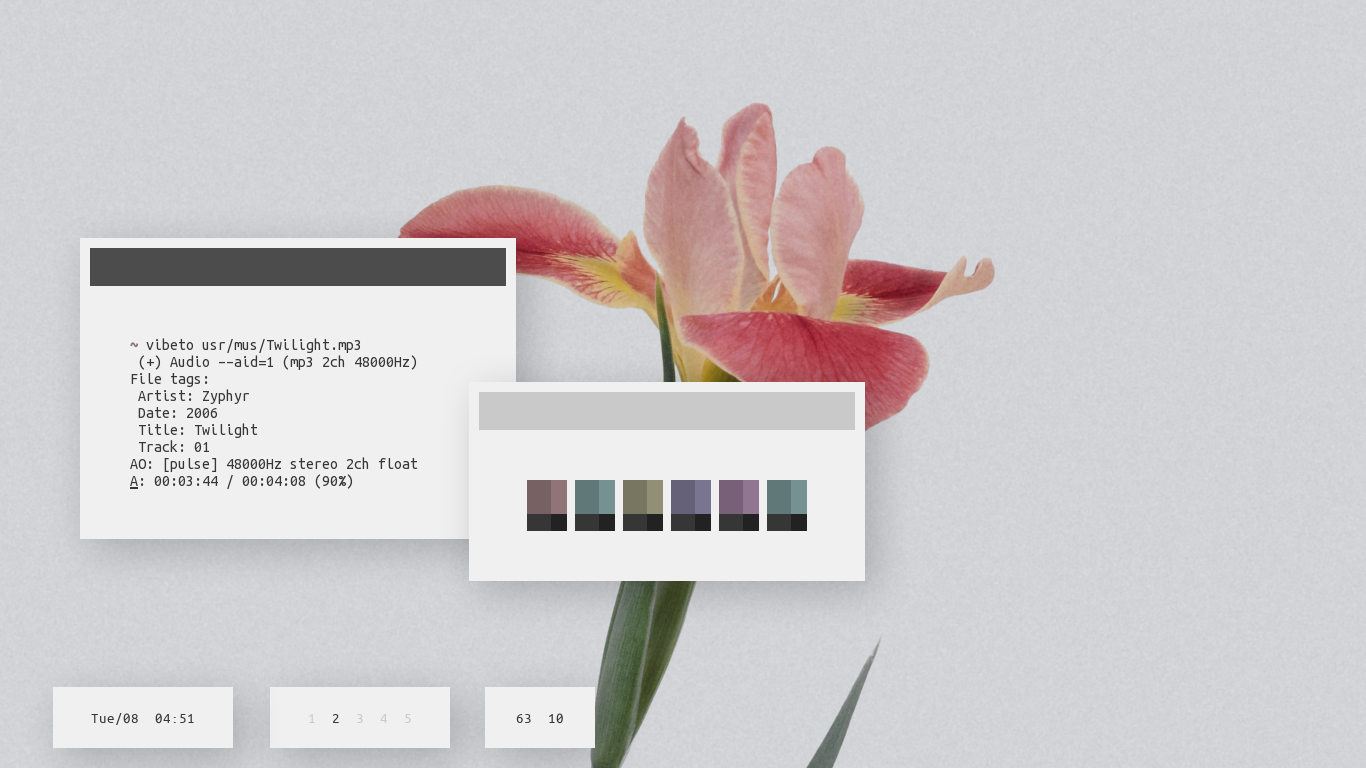 ~ vibeto usr/mus/Twilight.mp3
(+) Audio --aid=1 (mp3 2ch 48000Hz)
File tags:
Artist: Zyphyr
Date: 2006
Title: Twilight
Track: 01
AO: [pulse] 48000Hz stereo 2ch float
A: 00:03:44 / 00:04:08 (90%)
Tue/08 04:51
1 2 3 4 5
63 10